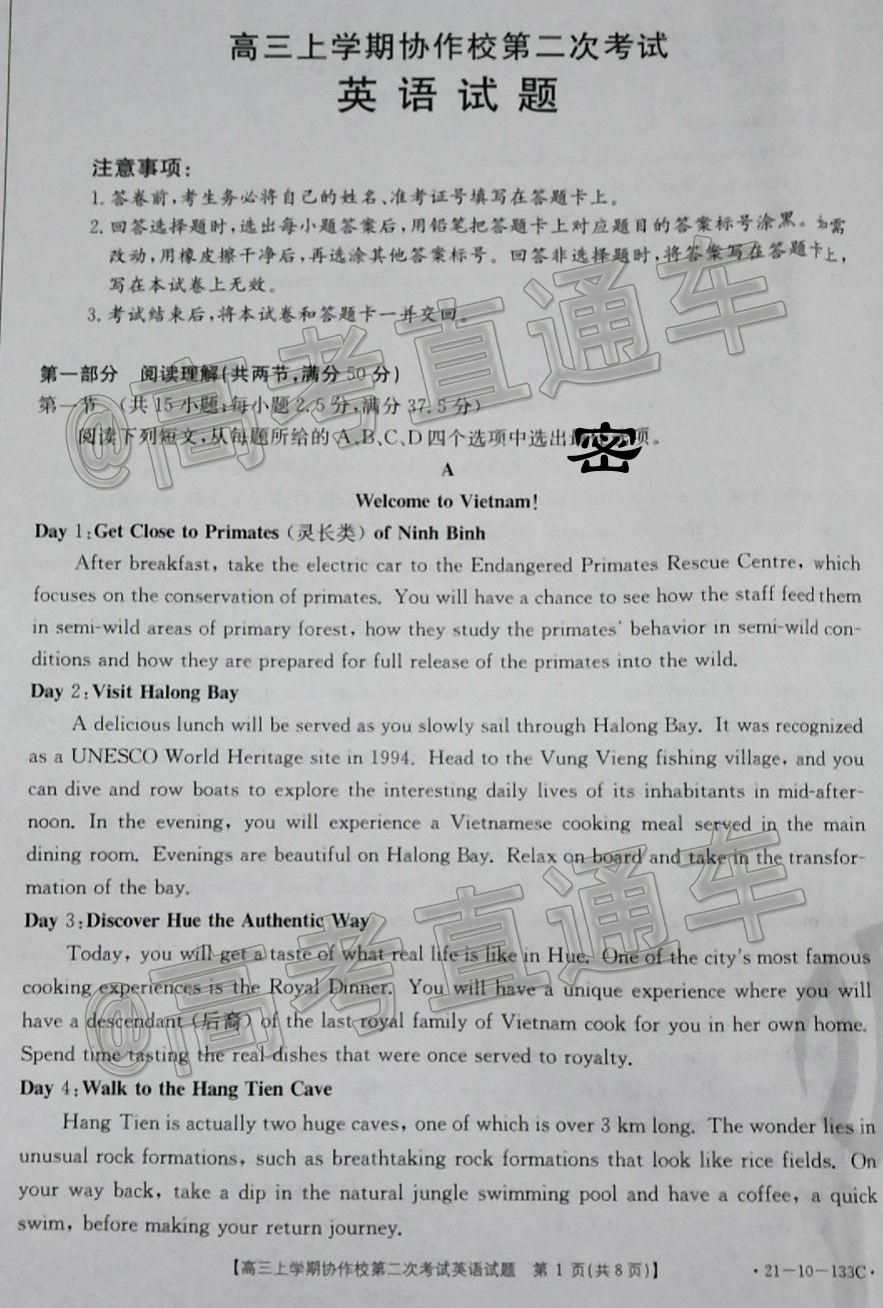 高三上学期协作校第二次考试
英语试题
注意事项：
1. 答卷前，考生务必将自己的姓名、准考证号填写在答题卡上。
2. 回答选择题时，选出每小题答案后，用铅笔把答题卡上对应题目的答案标号涂黑。如需
改动，用橡皮擦干净后，再选涂其他答案标号。回答非选择题时，将答案写在答题卡上，
写在本试卷上无效。
3. 考试结束后，将本试卷和答题卡一并交回。
第一部分 阅读理解（共两节，满分50分）
第一节 （共15小题；每小题2.5分，满分37.5分）
阅读下列短文，从每题所给的A、B、C、D四个选项中选出 项。
密
A
Welcome to Vietnam!
Day 1: Get Close to Primates（灵长类）of Ninh Binh
After breakfast, take the electric car to the Endangered Primates Rescue Centre, which
focuses on the conservation of primates. You will have a chance to see how the staff feed them
in semi-wild areas of primary forest, how they study the primates' behavior in semi-wild con-
ditions and how they are prepared for full release of the primates into the wild.
Day 2: Visit Halong Bay
A delicious lunch will be served as you slowly sail through Halong Bay. It was recognized
as a UNESCO World Heritage site in 1994. Head to the Vung Vieng fishing village, and you
can dive and row boats to explore the interesting daily lives of its inhabitants in mid-after-
noon. In the evening, you will experience a Vietnamese cooking meal served in the main
dining room. Evenings are beautiful on Halong Bay. Relax on board and take in the transfor-
mation of the bay.
Day 3: Discover Hue the Authentic Way
Today, you will get a taste of what real life is like in Hue. One of the city's most famous
cooking experiences is the Royal Dinner. You will have a unique experience where you will
have a descendant（后裔）of the last royal family of Vietnam cook for you in her own home.
Spend time tasting the real dishes that were once served to royalty.
Day 4: Walk to the Hang Tien Cave
Hang Tien is actually two huge caves, one of which is over 3 km long. The wonder lies in
unusual rock formations, such as breathtaking rock formations that look like rice fields. On
your way back, take a dip in the natural jungle swimming pool and have a coffee, a quick
swim, before making your return journey.
【高三上学期协作校第二次考试英语试题 第1页（共8页）】
·21-10-133C·
@高考直通车
@高考直通车